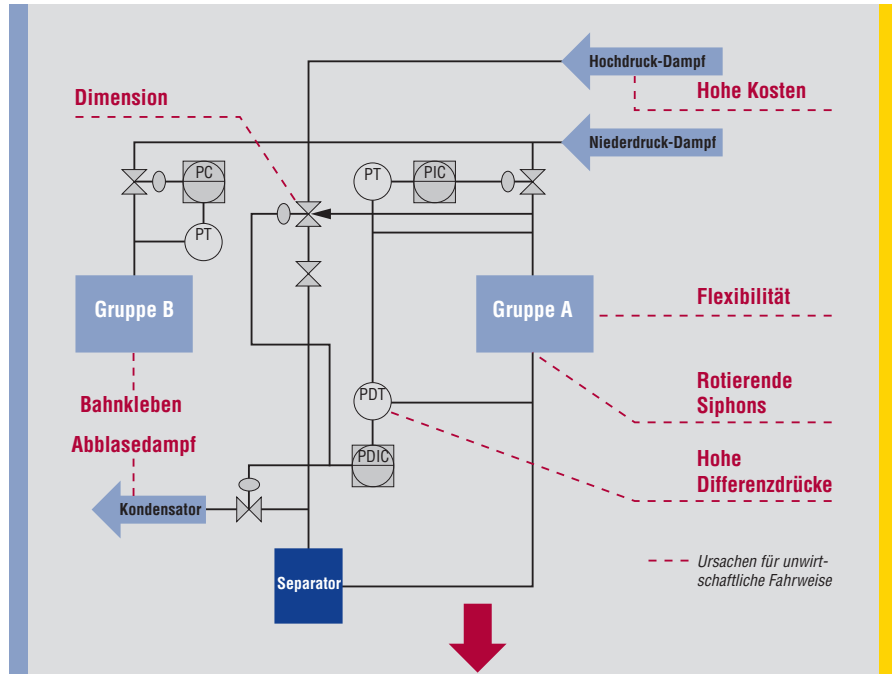 Hochdruck-Dampf
Hohe Kosten
Dimension
Niederdruck-Dampf
PC
PT
PIC
PT
Gruppe B
Gruppe A
Flexibilität
Bahnkleben
Rotierende
Siphons
PDT
Abblasedampf
PDIC
Hohe
Differenzdrücke
Kondensator
Separator
Ursachen für unwirt-
schaftliche Fahrweise